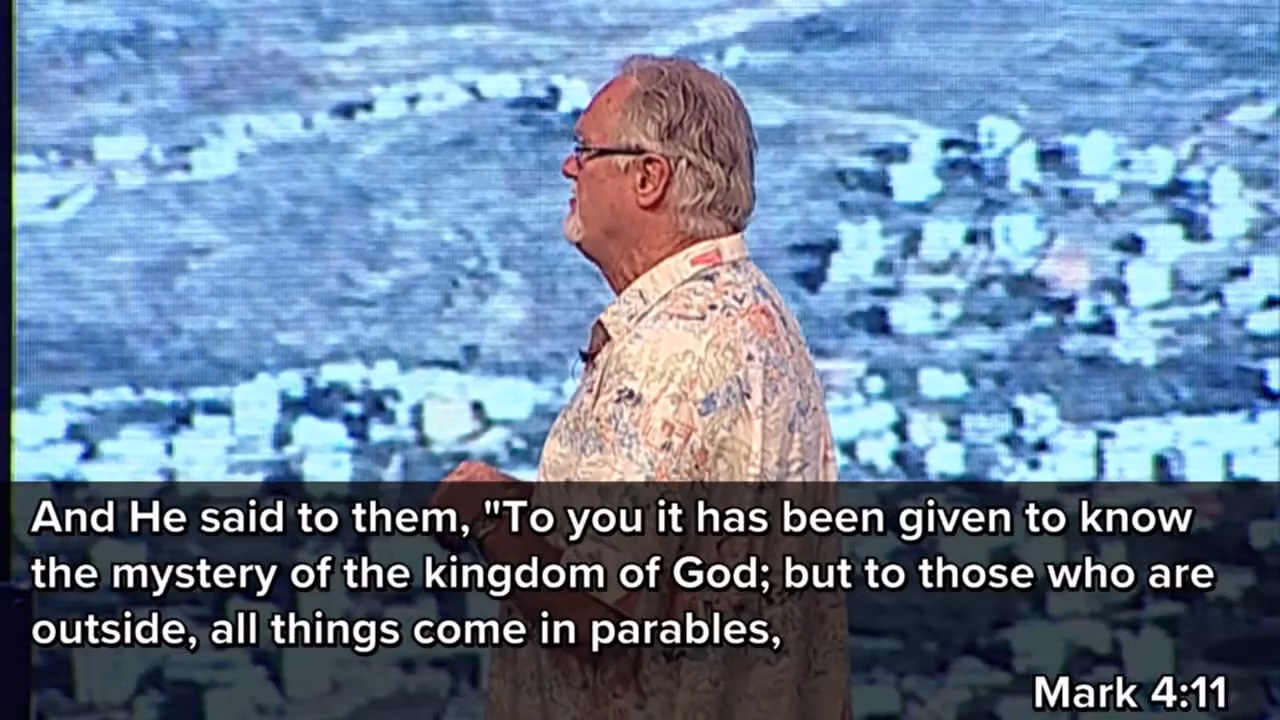 And He said to them, "To you it has been given to know
the mystery of the kingdom of God; but to those who are
outside, all things come in parables,
Mark 4:11